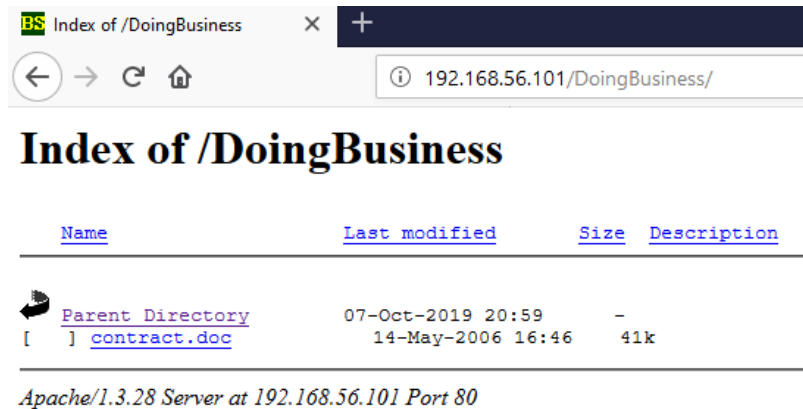 BS Index of /DoingBusiness
192.168.56.101/DoingBusiness/
Index of /DoingBusiness
Name Last modified Size Description
Parent Directory 07-Oct-2019 20:59 -
[ ] contract.doc 14-May-2006 16:46 41k
Apache/1.3.28 Server at 192.168.56.101 Port 80